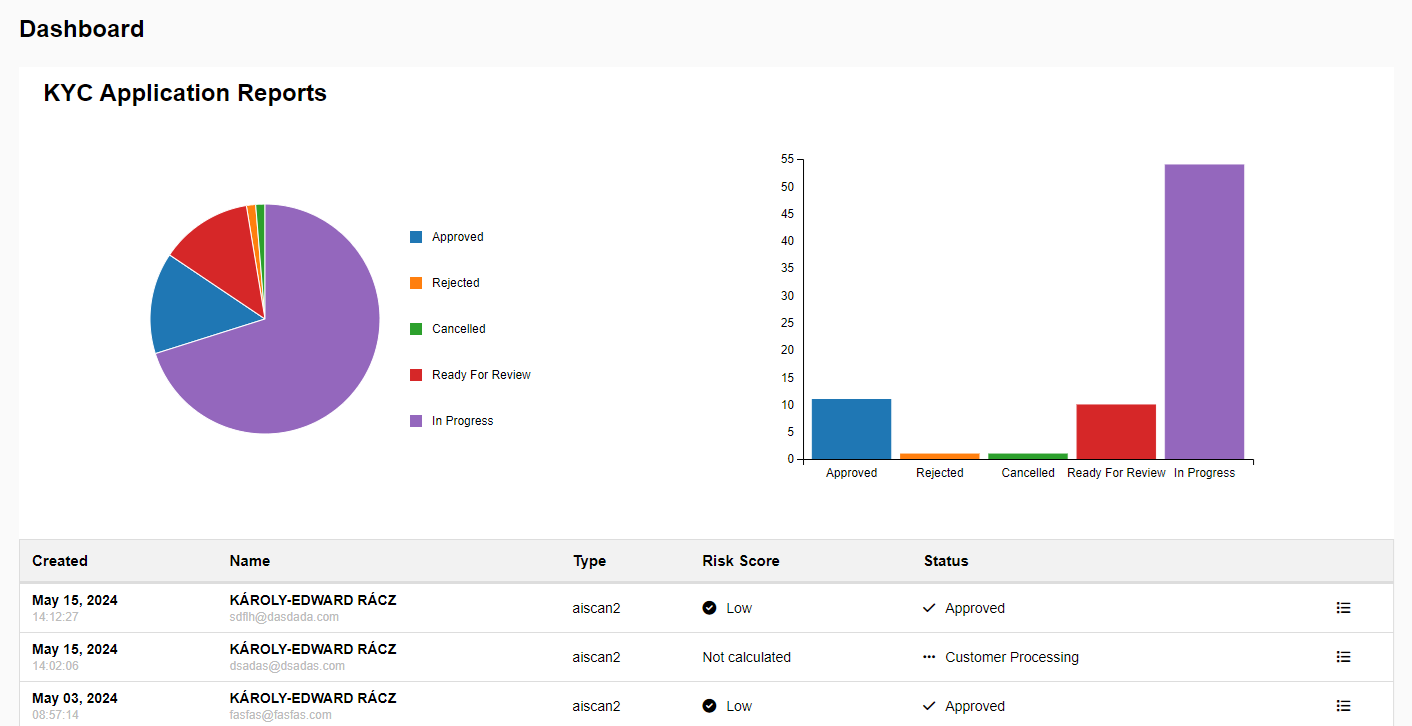 Dashboard
KYC Application Reports
Approved
Rejected
Cancelled
Ready For Review
In Progress
55
50
45
40
35
30
25
20
15
10
5
0
Approved Rejected Cancelled Ready For Review In Progress
Created Name Type Risk Score Status
May 15, 2024 KÁROLY-EDWARD RÁCZ
14:12:27 sdflh@dasdada.com
aiscan2 Low Approved
May 15, 2024 KÁROLY-EDWARD RÁCZ
14:02:06 dsadas@dsadas.com
aiscan2 Not calculated Customer Processing
May 03, 2024 KÁROLY-EDWARD RÁCZ
08:57:14 fasfas@fasfas.com
aiscan2 Low Approved